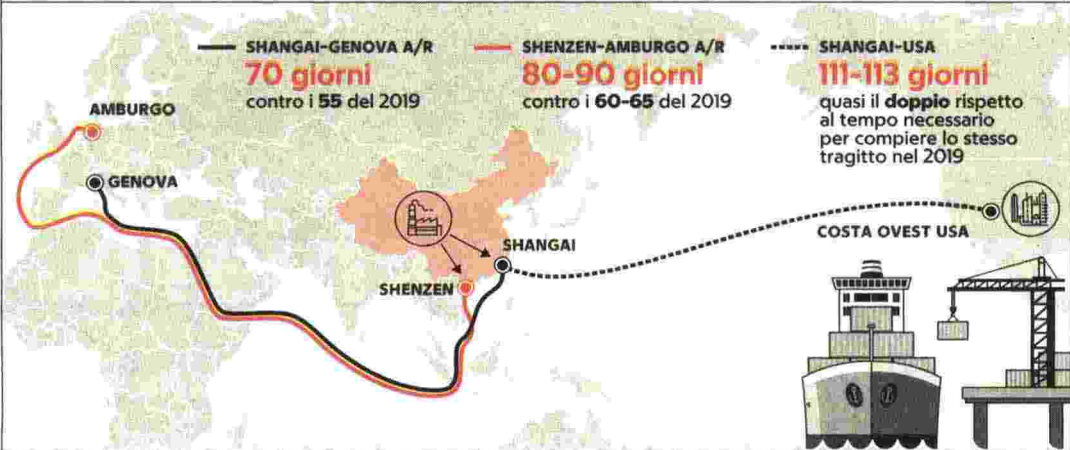 SHANGAI-GENOVA A/R
70 giorni
contro i 55 del 2019
SHENZEN-AMBURGO A/R
80-90 giorni
contro i 60-65 del 2019
SHANGAI-USA
111-113 giorni
quasi il doppio rispetto
al tempo necessario
per compiere lo stesso
tragitto nel 2019
AMBURGO
GENOVA
SHANGAI
SHENZEN
COSTA OVEST USA